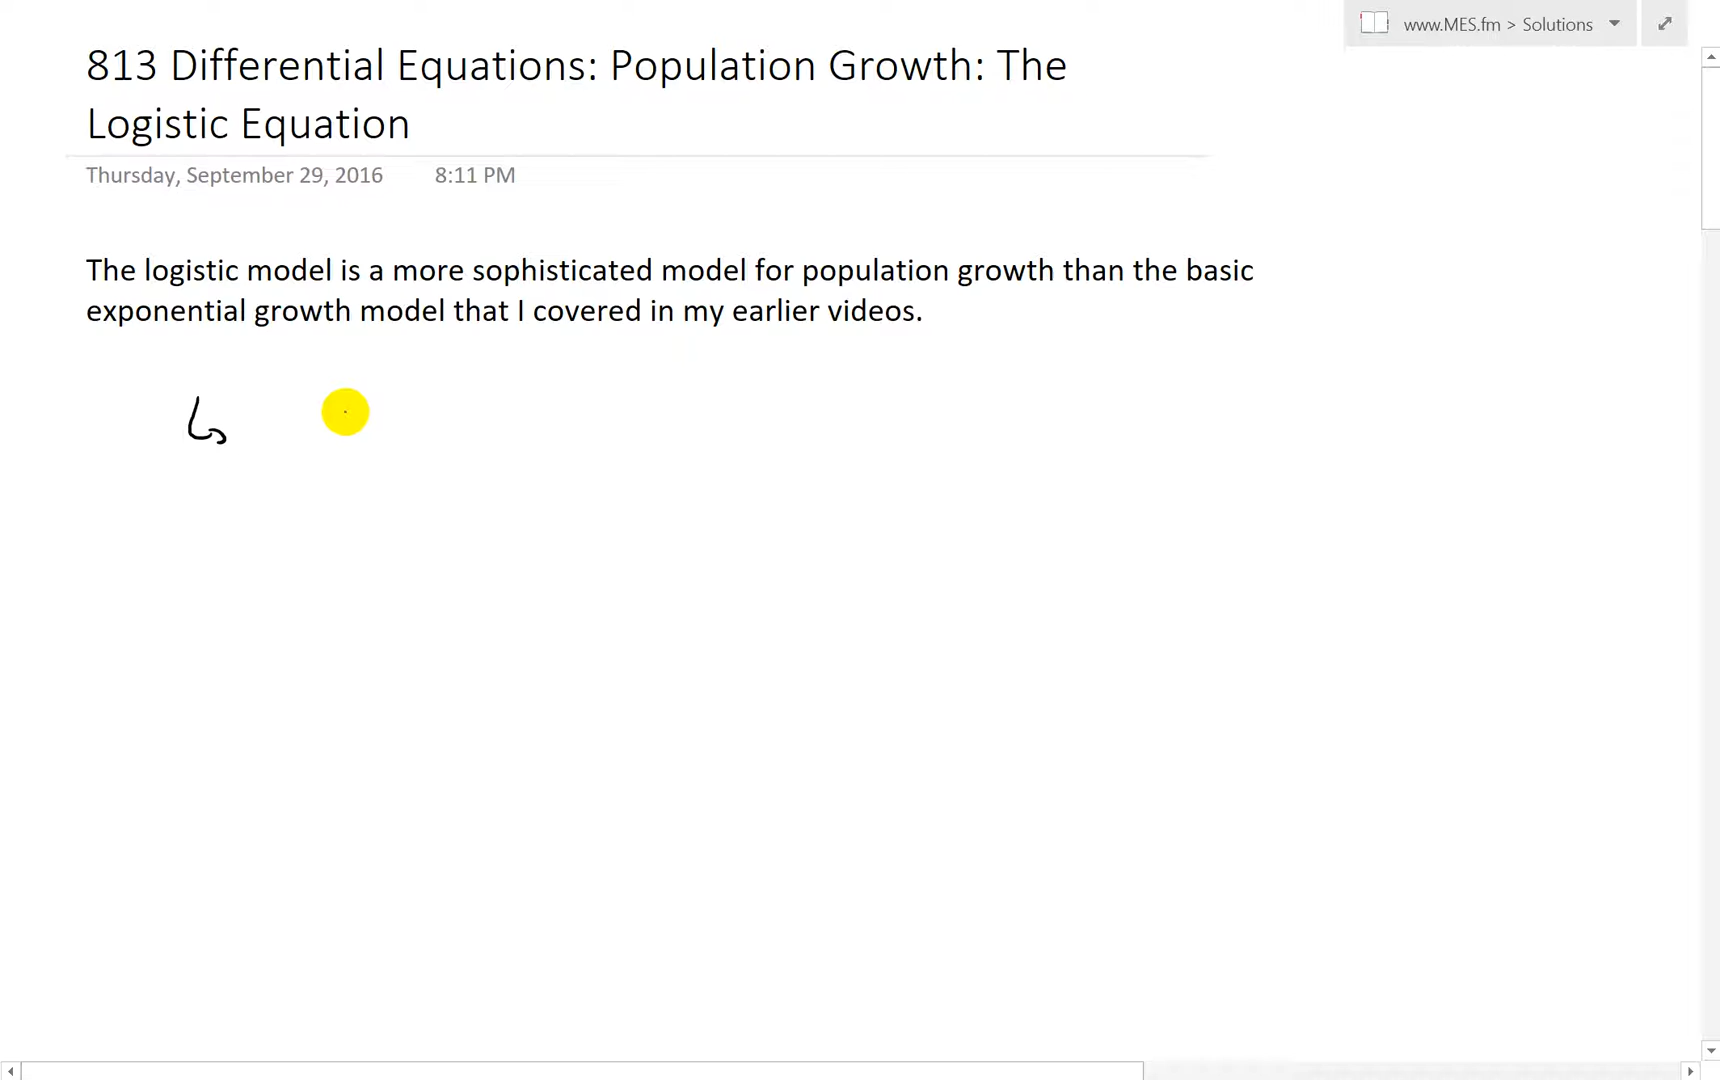 www.MES.fm > Solutions
813 Differential Equations: Population Growth: The
Logistic Equation
Thursday, September 29, 2016 8:11 PM
The logistic model is a more sophisticated model for population growth than the basic
exponential growth model that I covered in my earlier videos.